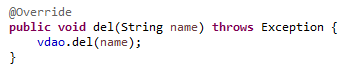 @Override
public void del(String name) throws Exception {
    vdao.del(name);
}